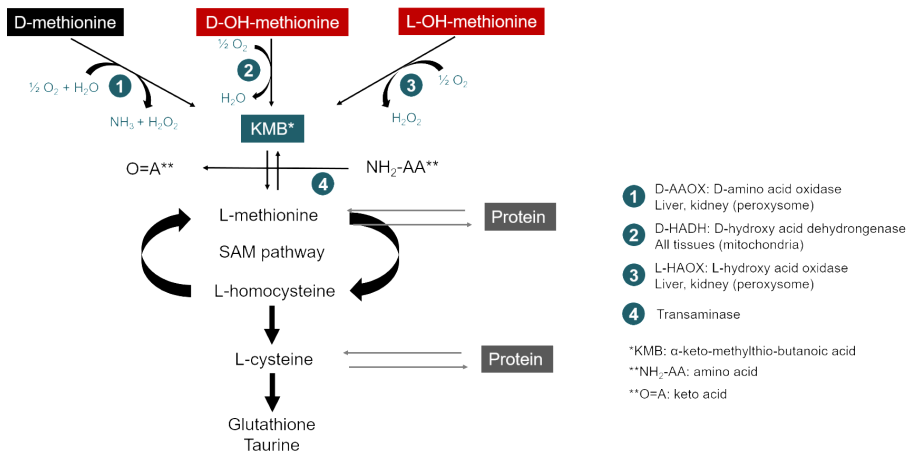 D-methionine
D-OH-methionine
L-OH-methionine
½ O₂
½ O₂ + H₂O
1
2
3
½ O₂
H₂O
NH₃ + H₂O₂
H₂O₂
KMB*
O=A**
NH₂-AA**
4
L-methionine
Protein
SAM pathway
L-homocysteine
L-cysteine
Protein
Glutathione
Taurine
1 D-AAOX: D-amino acid oxidase
Liver, kidney (peroxysome)
2 D-HADH: D-hydroxy acid dehydrongenase
All tissues (mitochondria)
3 L-HAOX: L-hydroxy acid oxidase
Liver, kidney (peroxysome)
4 Transaminase
*KMB: α-keto-methylthio-butanoic acid
**NH₂-AA: amino acid
**O=A: keto acid